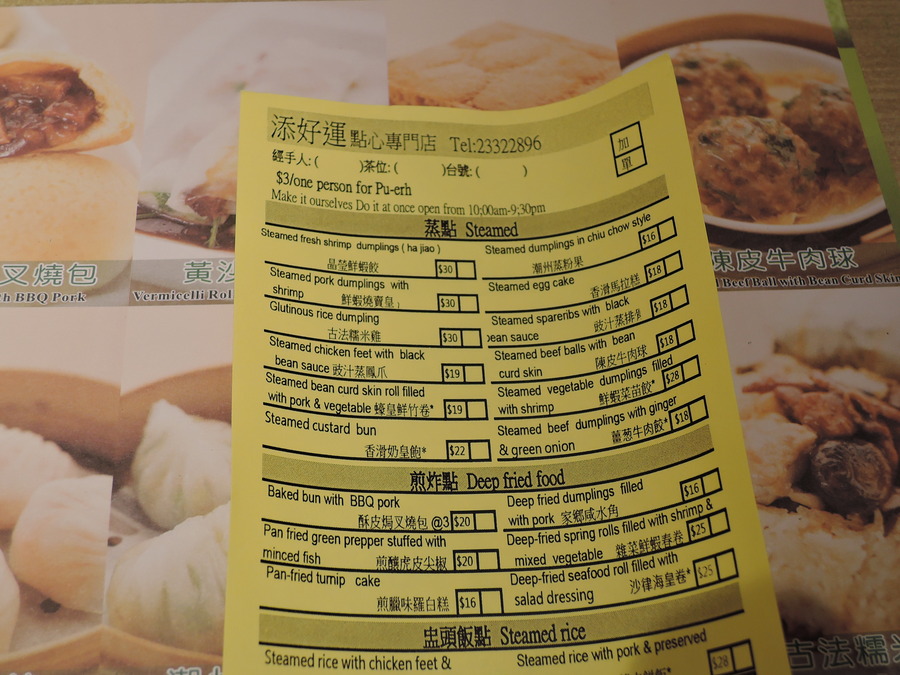 添好運 點心專門店 Tel:23322896
加單
經手人:( )茶位:( )台號:( )
$3/one person for Pu-erh
Make it ourselves Do it at once open from 10;00am-9;30pm
蒸點 Steamed
Steamed fresh shrimp dumplings ( ha jiao )
晶瑩鮮蝦餃 $30
Steamed pork dumplings with
shrimp 鮮蝦燒賣皇 $30
Glutinous rice dumpling
古法糯米雞 $30
Steamed chicken feet with black
bean sauce 豉汁蒸鳳爪 $19
Steamed bean curd skin roll filled
with pork & vegetable 蠔皇鮮竹卷* $19
Steamed custard bun
香滑奶皇飽* $22
Steamed dumplings in chiu chow style
潮州蒸粉果 $16
Steamed egg cake
香滑馬拉糕 $18
Steamed spareribs with black
bean sauce 豉汁蒸排骨 $18
Steamed beef balls with bean
curd skin 陳皮牛肉球 $18
Steamed vegetable dumplings filled
with shrimp 鮮蝦菜苗餃* $28
Steamed beef dumplings with ginger
& green onion 薑葱牛肉餃* $18
煎炸點 Deep fried food
Baked bun with BBQ pork
酥皮焗叉燒包 @3 $20
Pan fried green prepper stuffed with
minced fish 煎釀虎皮尖椒 $20
Pan-fried turnip cake
煎臘味羅白糕 $16
Deep fried dumplings filled
with pork 家鄉咸水角 $16
Deep-fried spring rolls filled with shrimp &
mixed vegetable 雜菜鮮蝦春卷 $25
Deep-fried seafood roll filled with
salad dressing 沙律海皇卷* $25
盅頭飯點 Steamed rice
Steamed rice with chicken feet &
Steamed rice with pork & preserved
$28
叉燒包
BBQ Pork
黃沙
Vermicelli Rol
陳皮牛肉球
Beef Ball with Bean Curd Skin
古法糯